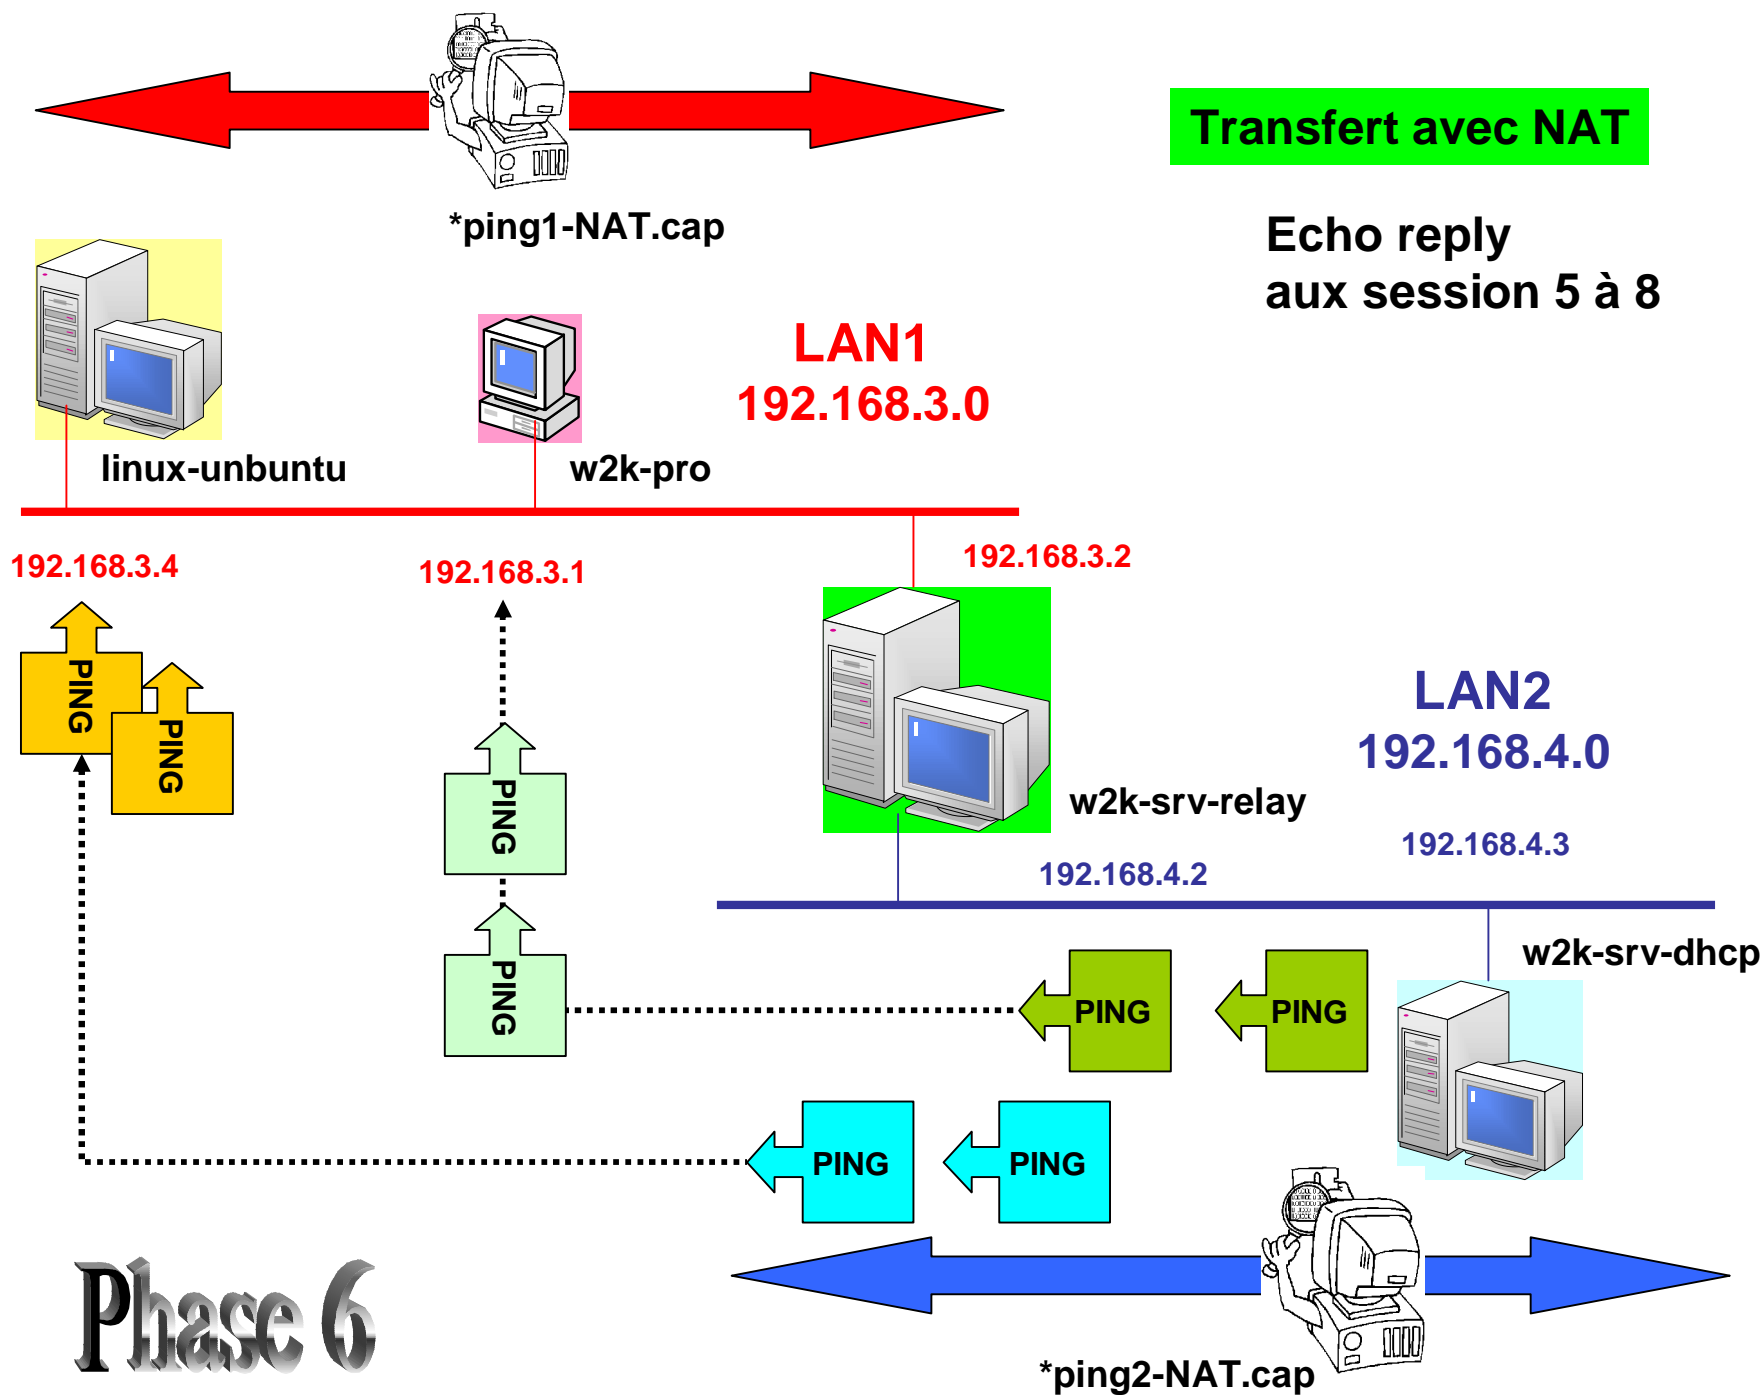 Transfert avec NAT
*ping1-NAT.cap
Echo reply
aux session 5 à 8
LAN1
192.168.3.0
linux-unbuntu
w2k-pro
192.168.3.4
192.168.3.1
192.168.3.2
PING
PING
PING
PING
LAN2
192.168.4.0
w2k-srv-relay
192.168.4.3
192.168.4.2
w2k-srv-dhcp
PING
PING
PING
PING
Phase 6
*ping2-NAT.cap